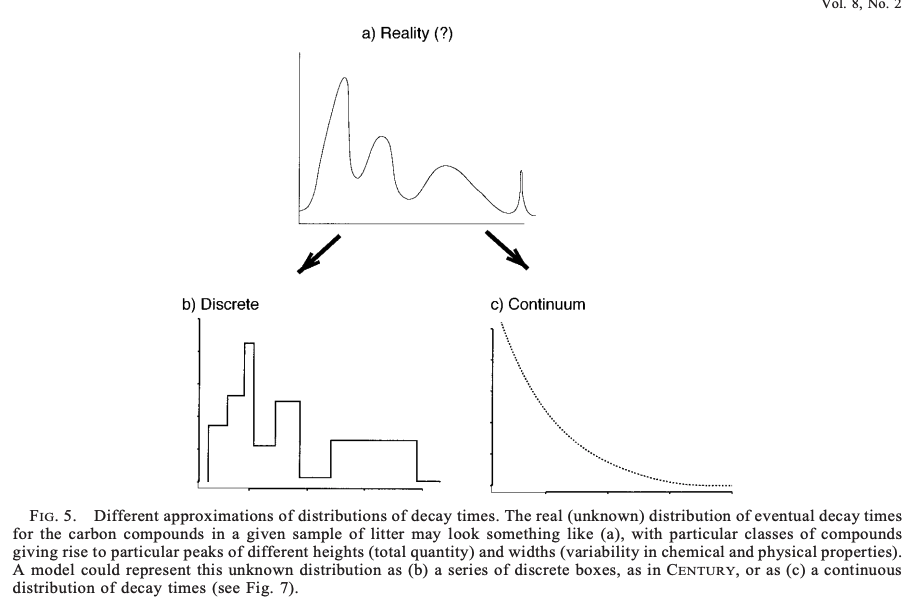 Vol. 8, No. 2
a) Reality (?)
b) Discrete
c) Continuum
FIG. 5. Different approximations of distributions of decay times. The real (unknown) distribution of eventual decay times
for the carbon compounds in a given sample of litter may look something like (a), with particular classes of compounds
giving rise to particular peaks of different heights (total quantity) and widths (variability in chemical and physical properties).
A model could represent this unknown distribution as (b) a series of discrete boxes, as in CENTURY, or as (c) a continuous
distribution of decay times (see Fig. 7).